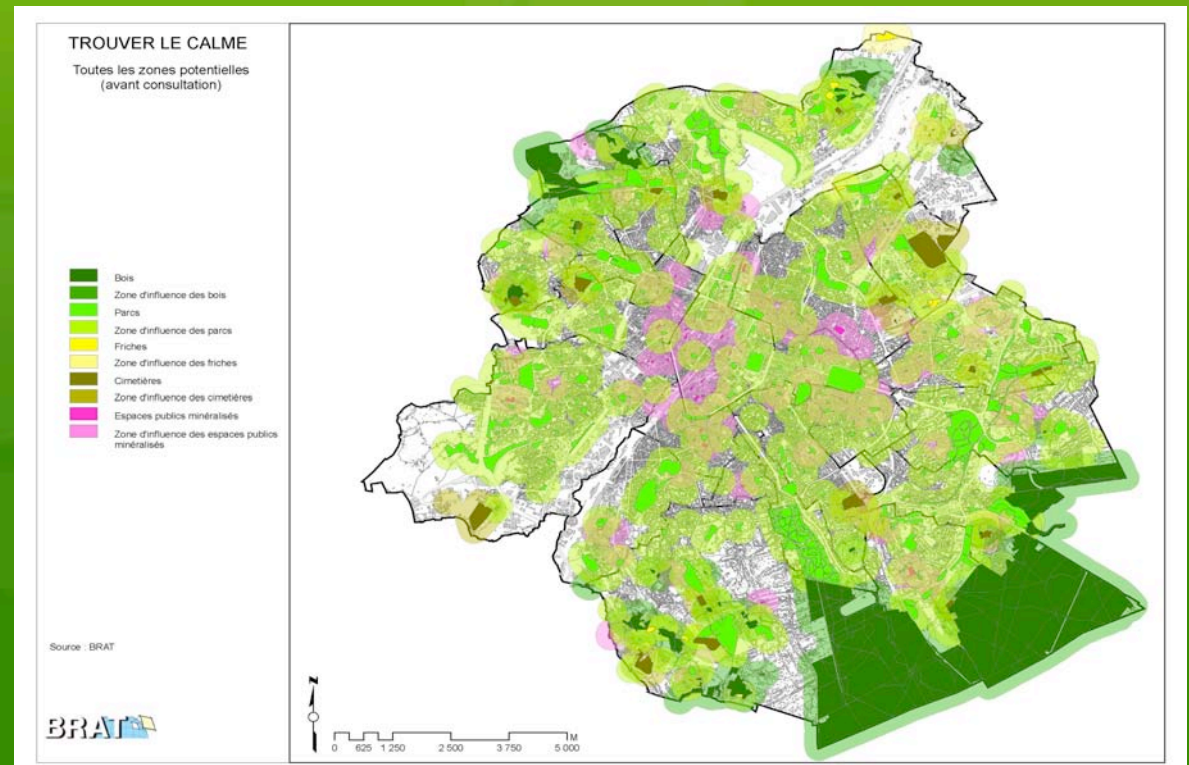 TROUVER LE CALME
Toutes les zones potentielles
(avant consultation)
Bois
Zone d'influence des bois
Parcs
Zone d'influence des parcs
Friches
Zone d'influence des friches
Cimetières
Zone d'influence des cimetières
Espaces publics minéralisés
Zone d'influence des espaces publics
minéralisés
Source : BRAT
BRAT
N
M
0 625 1 250 2 500 3 750 5 000